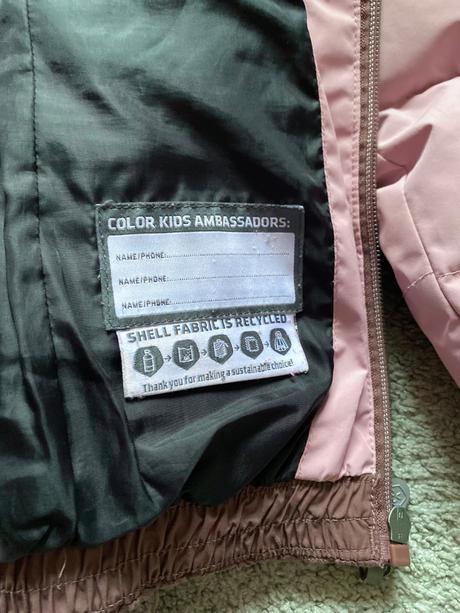 COLOR KIDS AMBASSADORS:
NAME/PHONE:
NAME/PHONE:
NAME/PHONE:
SHELL FABRIC IS RECYCLED
Thank you for making a sustainable choice!